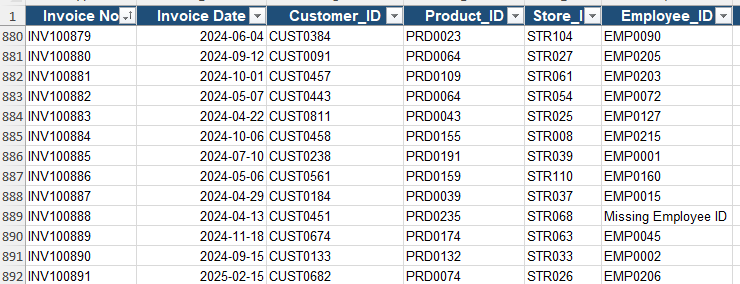 1 Invoice No Invoice Date Customer_ID Product_ID Store_I Employee_ID
880 INV100879 2024-06-04 CUST0384 PRD0023 STR104 EMP0090
881 INV100880 2024-09-12 CUST0091 PRD0064 STR027 EMP0205
882 INV100881 2024-10-01 CUST0457 PRD0109 STR061 EMP0203
883 INV100882 2024-05-07 CUST0443 PRD0064 STR054 EMP0072
884 INV100883 2024-04-22 CUST0811 PRD0043 STR025 EMP0127
885 INV100884 2024-10-06 CUST0458 PRD0155 STR008 EMP0215
886 INV100885 2024-07-10 CUST0238 PRD0191 STR039 EMP0001
887 INV100886 2024-05-06 CUST0561 PRD0159 STR110 EMP0160
888 INV100887 2024-04-29 CUST0184 PRD0039 STR037 EMP0015
889 INV100888 2024-04-13 CUST0451 PRD0235 STR068 Missing Employee ID
890 INV100889 2024-11-18 CUST0674 PRD0174 STR063 EMP0045
891 INV100890 2024-09-15 CUST0133 PRD0132 STR033 EMP0002
892 INV100891 2025-02-15 CUST0682 PRD0074 STR026 EMP0206